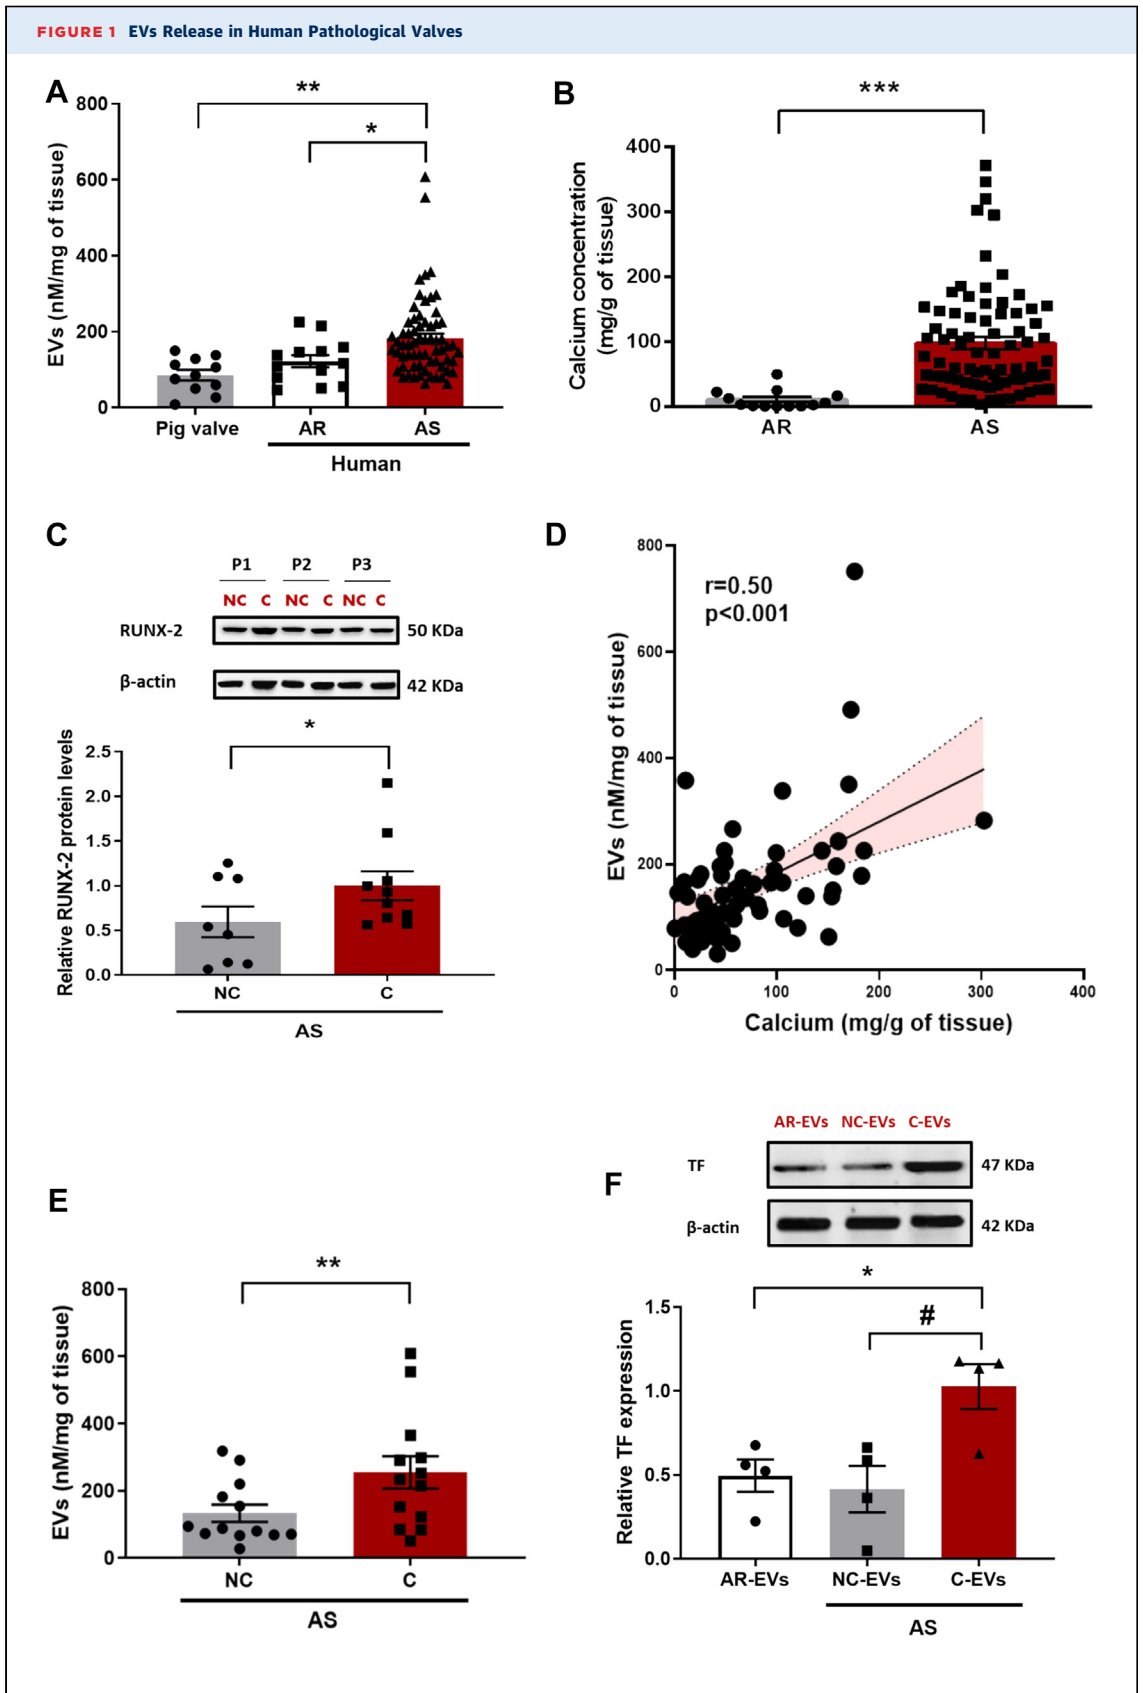 FIGURE 1 EVs Release in Human Pathological Valves
A
**
*
EVs (nM/mg of tissue)
800
600
400
200
0
Pig valve AR AS
Human
B
***
Calcium concentration
(mg/g of tissue)
400
300
200
100
0
AR AS
C
P1 P2 P3
NC C NC C NC C
RUNX-2 50 KDa
β-actin 42 KDa
*
Relative RUNX-2 protein levels
2.5
2.0
1.5
1.0
0.5
0.0
NC C
AS
D
r=0.50
p<0.001
EVs (nM/mg of tissue)
800
600
400
200
0
0 100 200 300 400
Calcium (mg/g of tissue)
E
**
EVs (nM/mg of tissue)
800
600
400
200
0
NC C
AS
F
AR-EVs NC-EVs C-EVs
TF 47 KDa
β-actin 42 KDa
*
#
Relative TF expression
1.5
1.0
0.5
0.0
AR-EVs NC-EVs C-EVs
AS